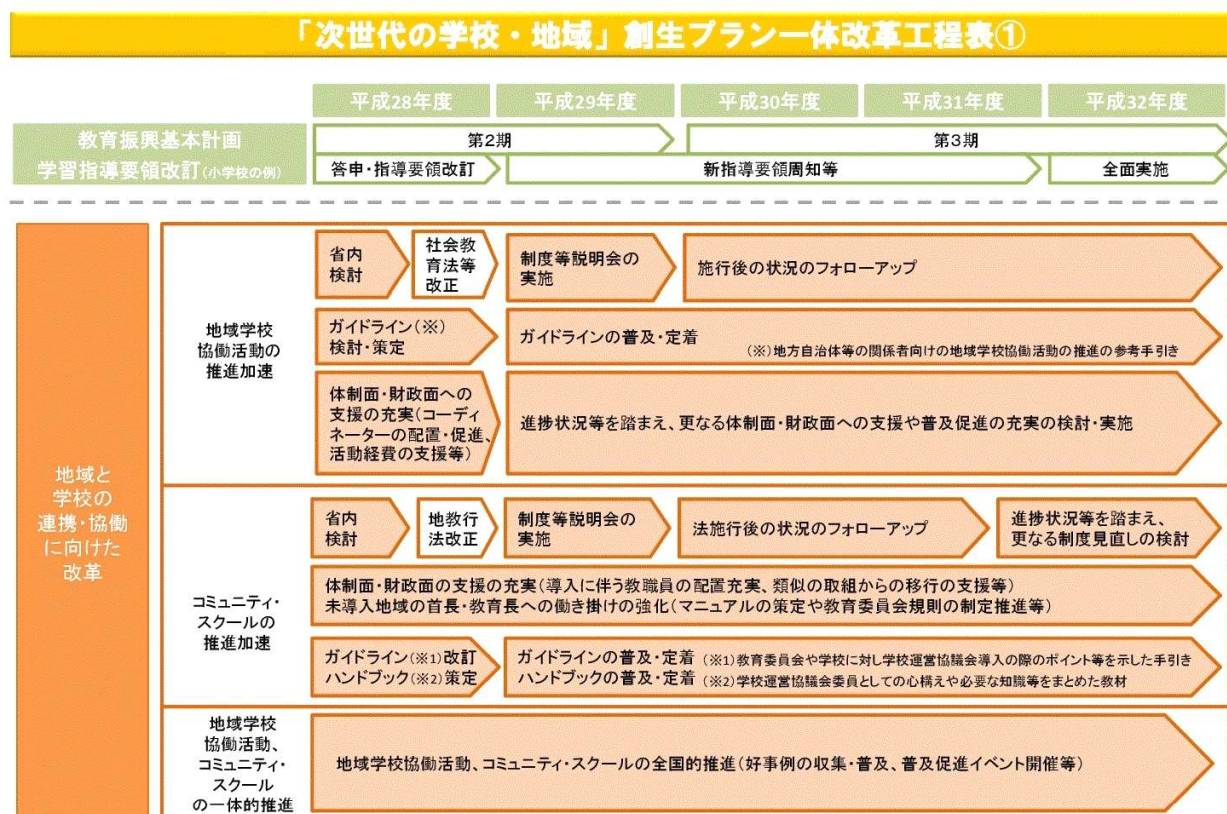 「次世代の学校・地域」創生プラン一体改革工程表①
平成28年度
平成29年度
平成30年度
平成31年度
平成32年度
教育振興基本計画
第2期
第3期
学習指導要領改訂(小学校の例)
答申・指導要領改訂
新指導要領周知等
全面実施
地域と
学校の
連携・協働
に向けた
改革
地域学校
協働活動の
推進加速
省内
検討
社会教
育法等
改正
制度等説明会の
実施
施行後の状況のフォローアップ
ガイドライン(※)
検討・策定
ガイドラインの普及・定着
(※)地方自治体等の関係者向けの地域学校協働活動の推進の参考手引き
体制面・財政面への
支援の充実(コーディ
ネーターの配置・促進、
活動経費の支援等)
進捗状況等を踏まえ、更なる体制面・財政面への支援や普及促進の充実の検討・実施
コミュニティ・
スクールの
推進加速
省内
検討
地教行
法改正
制度等説明会の
実施
法施行後の状況のフォローアップ
進捗状況等を踏まえ、
更なる制度見直しの検討
体制面・財政面の支援の充実(導入に伴う教職員の配置充実、類似の取組からの移行の支援等)
未導入地域の首長・教育長への働き掛けの強化(マニュアルの策定や教育委員会規則の制定推進等)
ガイドライン(※1)改訂
ハンドブック(※2)策定
ガイドラインの普及・定着 (※1)教育委員会や学校に対し学校運営協議会導入の際のポイント等を示した手引き
ハンドブックの普及・定着 (※2)学校運営協議会委員としての心構えや必要な知識等をまとめた教材
地域学校
協働活動、
コミュニティ・
スクール
の一体的推進
地域学校協働活動、コミュニティ・スクールの全国的推進(好事例の収集・普及、普及促進イベント開催等)